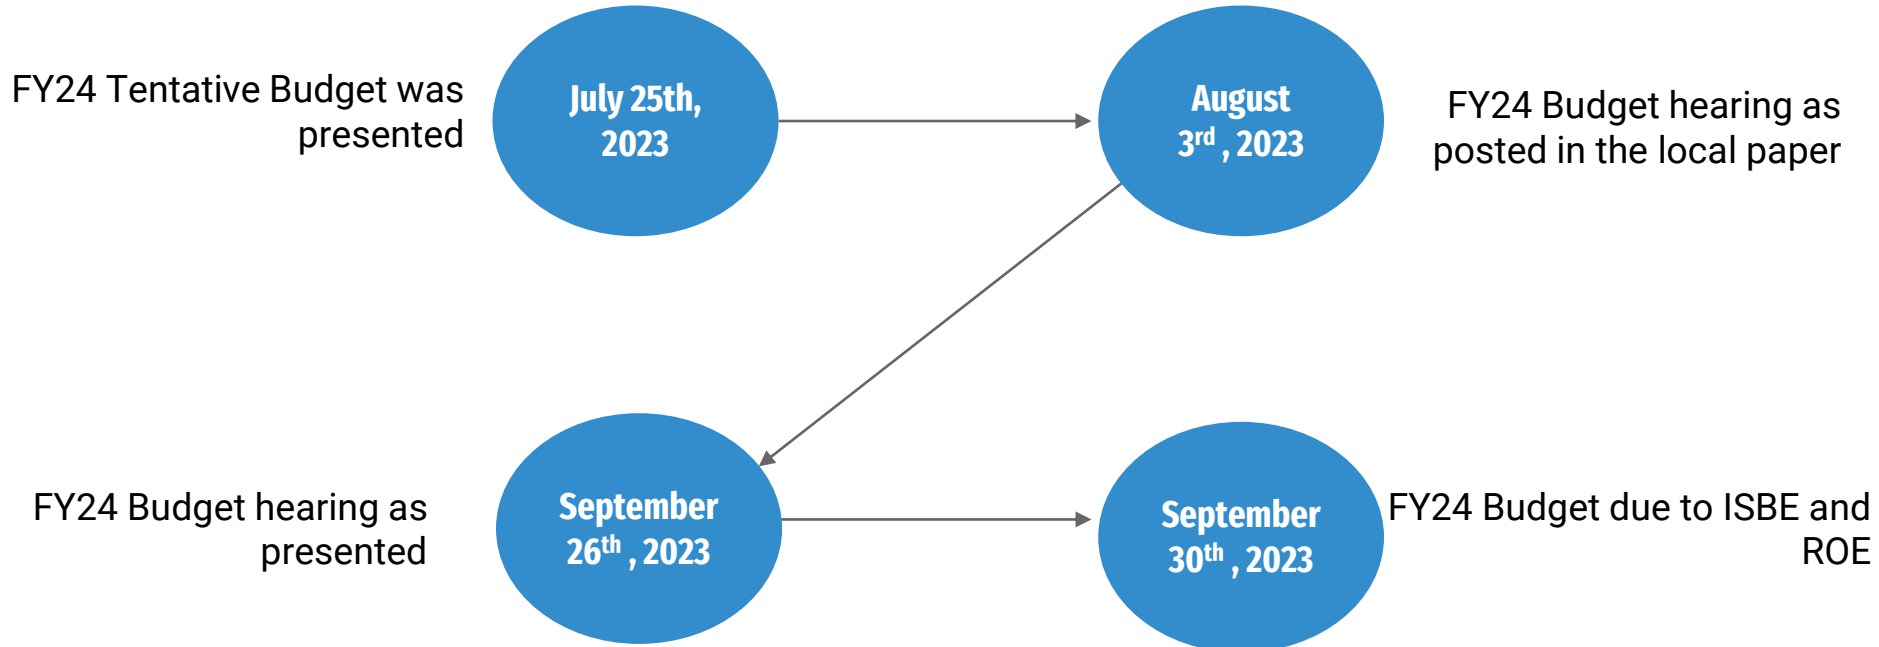 FY24 Tentative Budget was
presented
July 25th,
2023
August
3rd , 2023
FY24 Budget hearing as
posted in the local paper
FY24 Budget hearing as
presented
September
26th , 2023
September
30th , 2023
FY24 Budget due to ISBE and
ROE